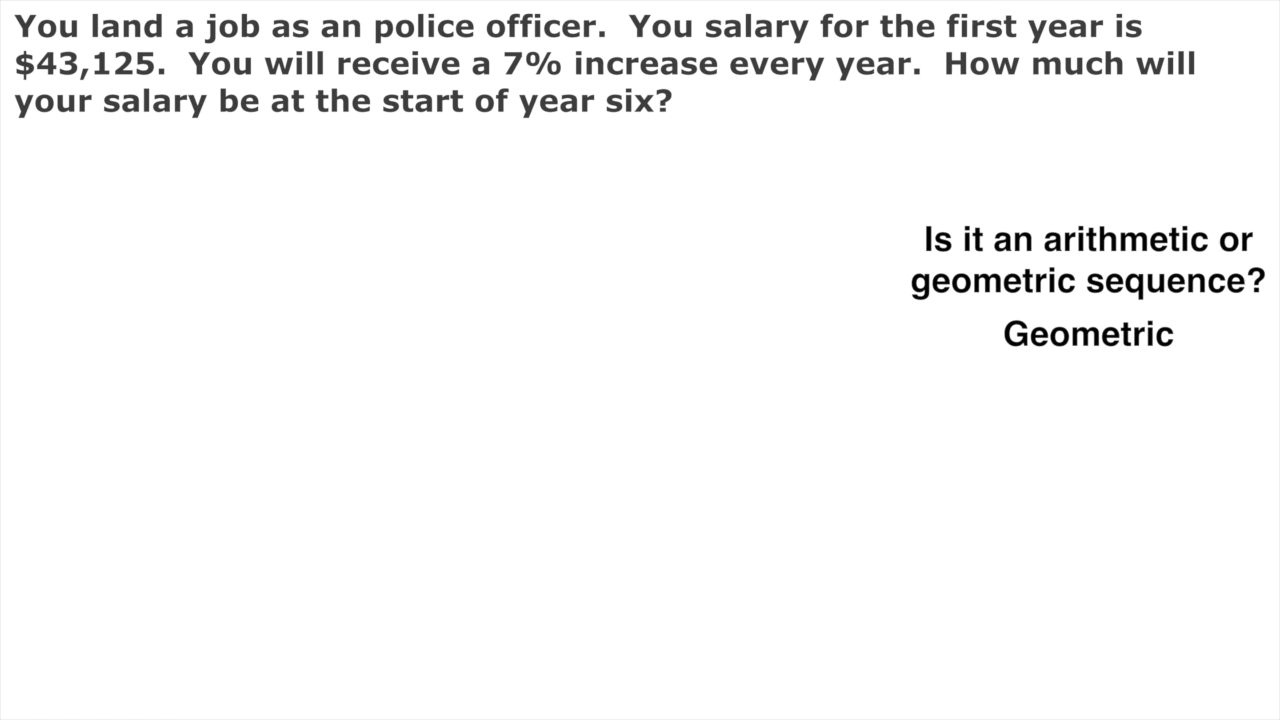 You land a job as an police officer.  You salary for the first year is
$43,125.  You will receive a 7% increase every year.  How much will
your salary be at the start of year six?
Is it an arithmetic or
geometric sequence?
Geometric